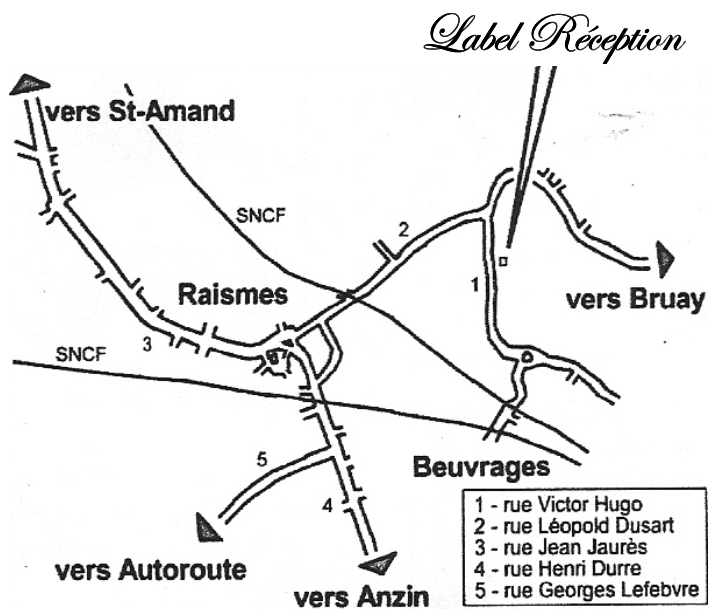 Label Réception
vers St-Amand
SNCF
2
Raismes
1
vers Bruay
3
SNCF
5
Beuvrages
4
vers Autoroute
vers Anzin
1 - rue Victor Hugo
2 - rue Léopold Dusart
3 - rue Jean Jaurès
4 - rue Henri Durre
5 - rue Georges Lefebvre